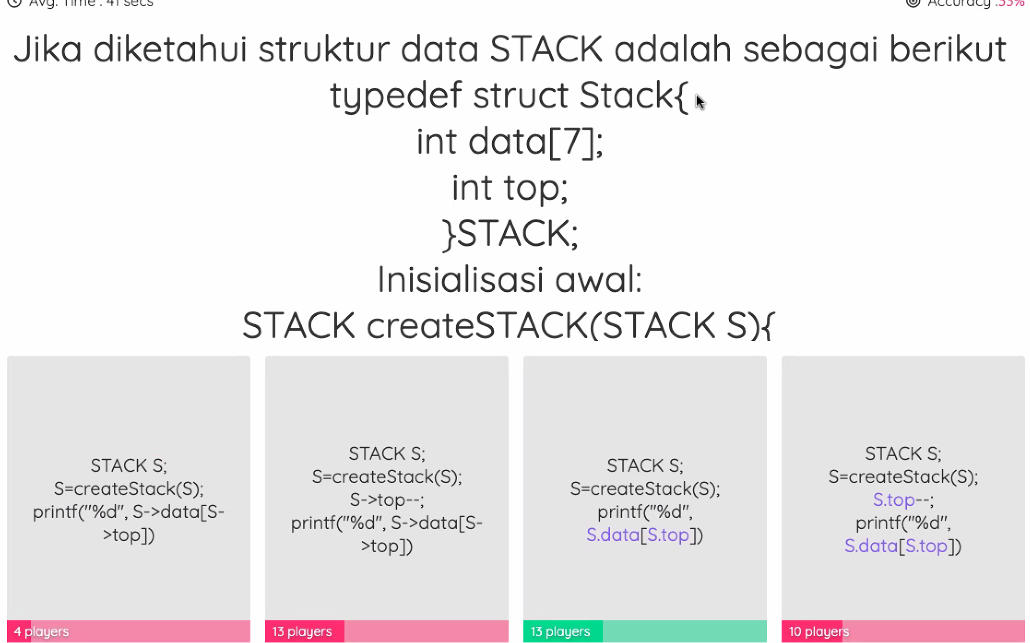 Avg. Time : 41 secs
Accuracy :33%
Jika diketahui struktur data STACK adalah sebagai berikut
typedef struct Stack{
int data[7];
int top;
}STACK;
Inisialisasi awal:
STACK createSTACK(STACK S){
STACK S;
S=createStack(S);
printf("%d", S->data[S-
>top])
4 players
STACK S;
S=createStack(S);
S->top--;
printf("%d", S->data[S-
>top])
13 players
STACK S;
S=createStack(S);
printf("%d",
S.data[S.top])
13 players
STACK S;
S=createStack(S);
S.top--;
printf("%d",
S.data[S.top])
10 players